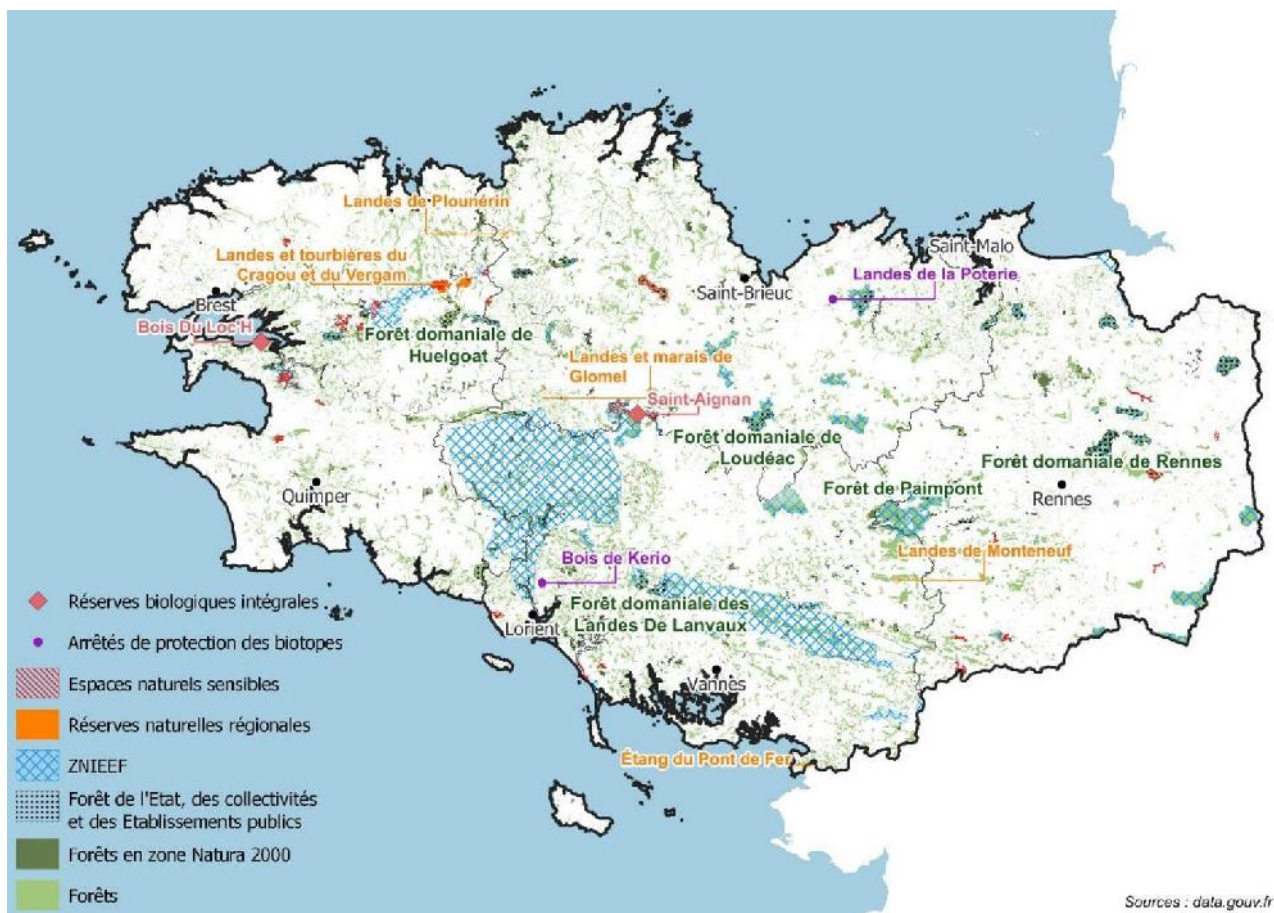 Landes de Plounérin
Landes et tourbières du
Cragou et du Vergam
Saint-Malo
Landes de la Poterie
Saint-Brieuc
Brest
Bois Du Loc'H
Forêt domaniale de
Huelgoat
Landes et marais de
Glomel
Saint-Aignan
Forêt domaniale de
Loudéac
Forêt domaniale de Rennes
Rennes
Forêt de Paimpont
Quimper
Landes de Monteneuf
Bois de Kerio
Forêt domaniale des
Landes De Lanvaux
Lorient
Vannes
Étang du Pont de Fer
Réserves biologiques intégrales
Arrêtés de protection des biotopes
Espaces naturels sensibles
Réserves naturelles régionales
ZNIEEF
Forêt de l'Etat, des collectivités
et des Etablissements publics
Forêts en zone Natura 2000
Forêts
Sources : data.gouv.fr